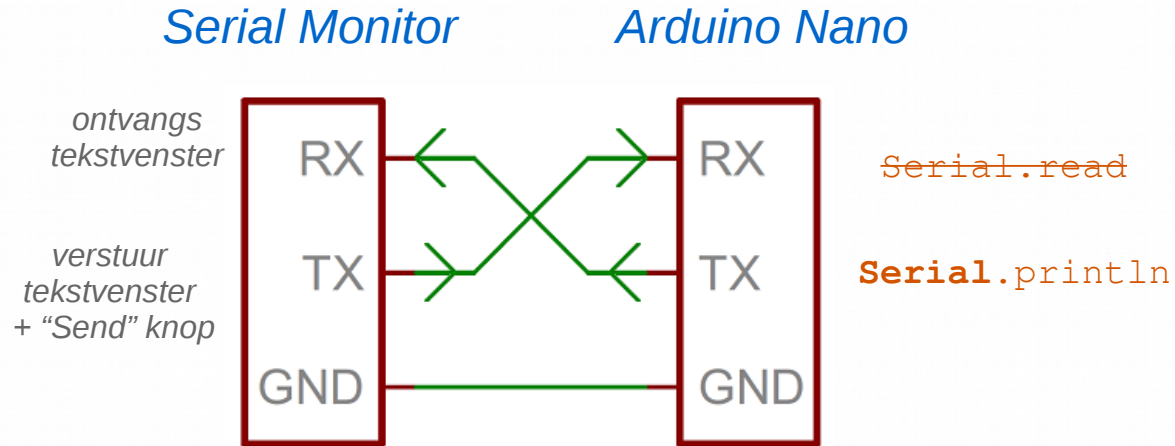 Serial Monitor
Arduino Nano
ontvangs
tekstvenster
RX
RX
Serial.read
verstuur
tekstvenster
+ “Send” knop
TX
TX
Serial.println
GND
GND